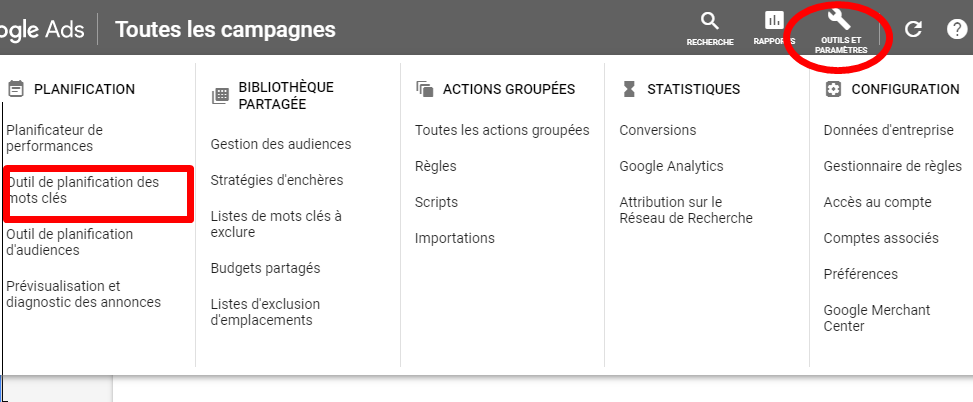 ogle Ads
Toutes les campagnes
RECHERCHE
RAPPORTS
OUTILS ET
PARAMÈTRES
PLANIFICATION
Planificateur de
performances
Outil de planification des
mots clés
Outil de planification
d'audiences
Prévisualisation et
diagnostic des annonces
BIBLIOTHÈQUE
PARTAGÉE
Gestion des audiences
Stratégies d'enchères
Listes de mots clés à
exclure
Budgets partagés
Listes d'exclusion
d'emplacements
ACTIONS GROUPÉES
Toutes les actions groupées
Règles
Scripts
Importations
STATISTIQUES
Conversions
Google Analytics
Attribution sur le
Réseau de Recherche
CONFIGURATION
Données d'entreprise
Gestionnaire de règles
Accès au compte
Comptes associés
Préférences
Google Merchant
Center